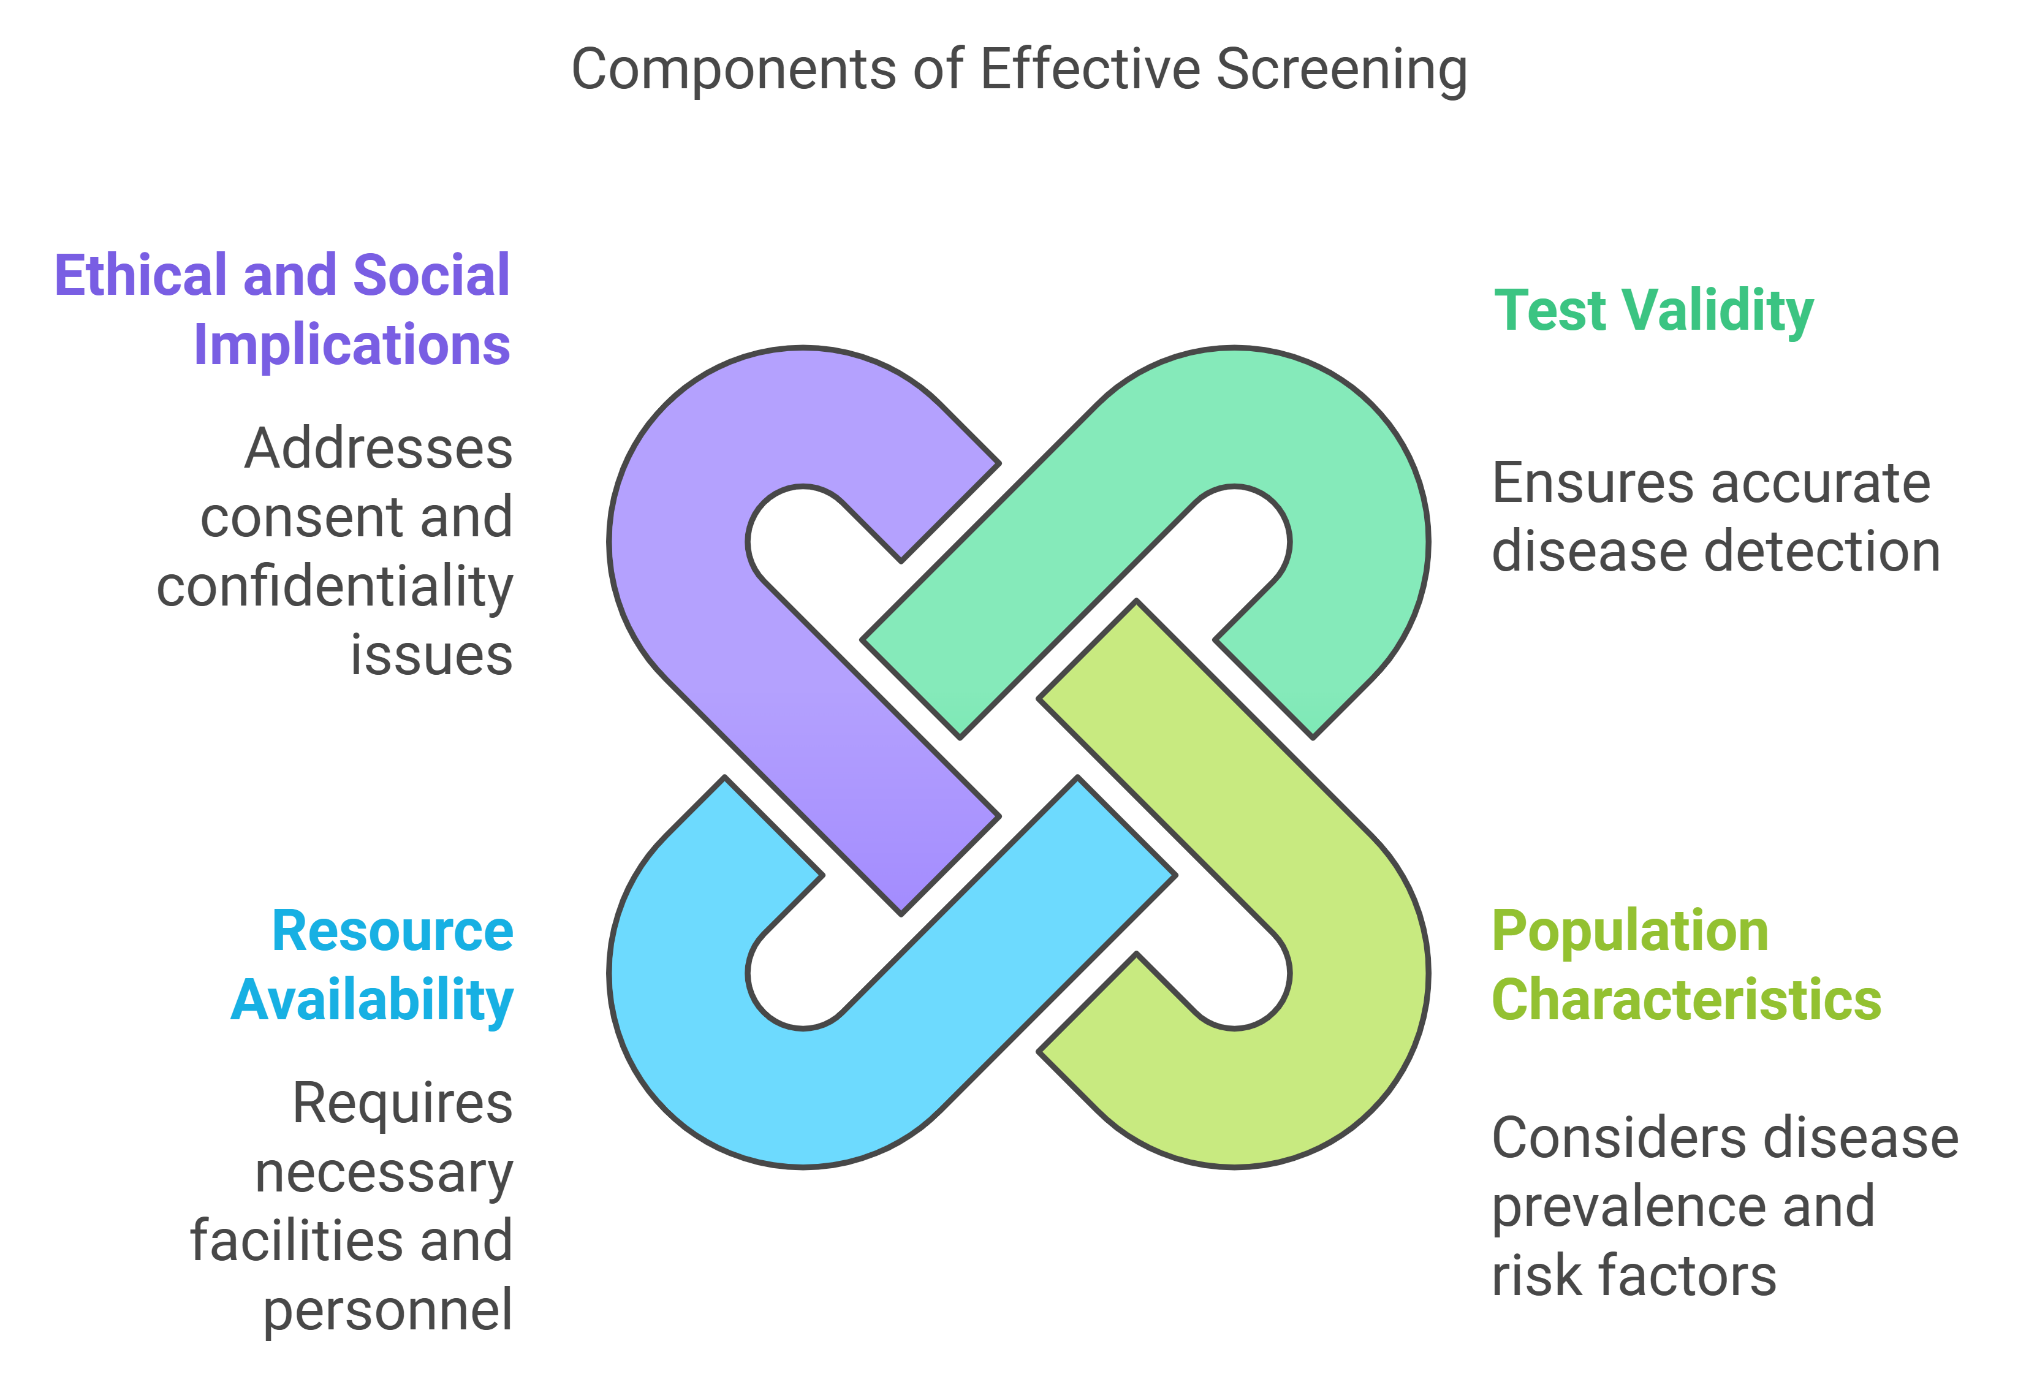 Components of Effective Screening
Ethical and Social
Implications
Addresses
consent and
confidentiality
issues
Test Validity
Ensures accurate
disease detection
Resource
Availability
Requires
necessary
facilities and
personnel
Population
Characteristics
Considers disease
prevalence and
risk factors